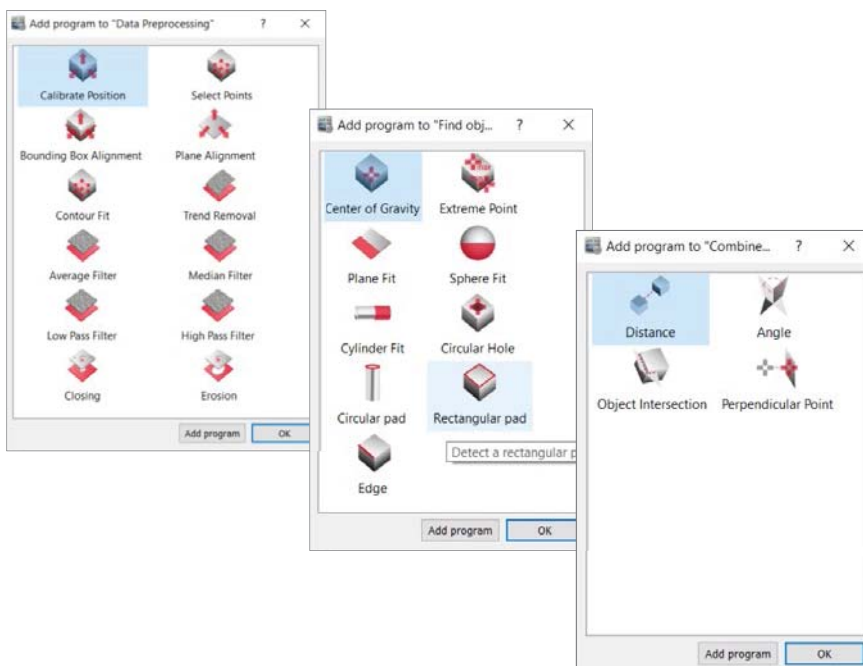 Add program to "Data Preprocessing" ? ×
Calibrate Position Select Points
Bounding Box Alignment Plane Alignment
Contour Fit Trend Removal
Average Filter Median Filter
Low Pass Filter High Pass Filter
Closing Erosion
Add program OK
Add program to "Find obj... ? ×
Center of Gravity Extreme Point
Plane Fit Sphere Fit
Cylinder Fit Circular Hole
Circular pad Rectangular pad
Detect a rectangular p
Edge
Add program OK
Add program to "Combine... ? ×
Distance Angle
Object Intersection Perpendicular Point
Add program OK